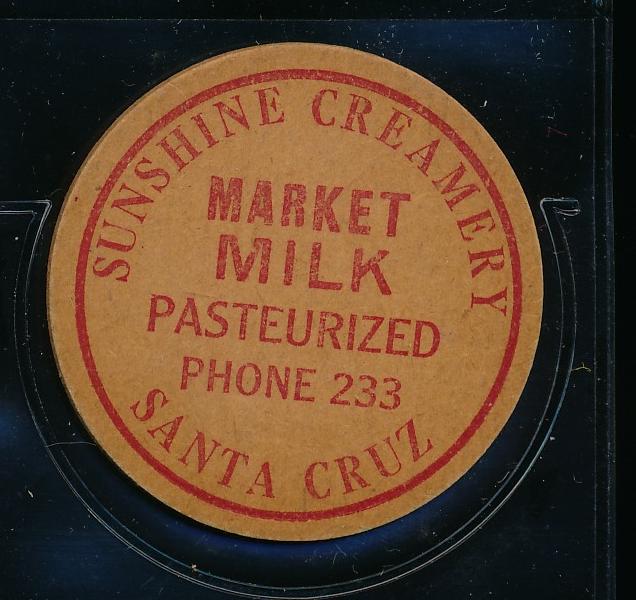 SUNSHINE CREAMERY
MARKET
MILK
PASTEURIZED
PHONE 233
SANTA CRUZ